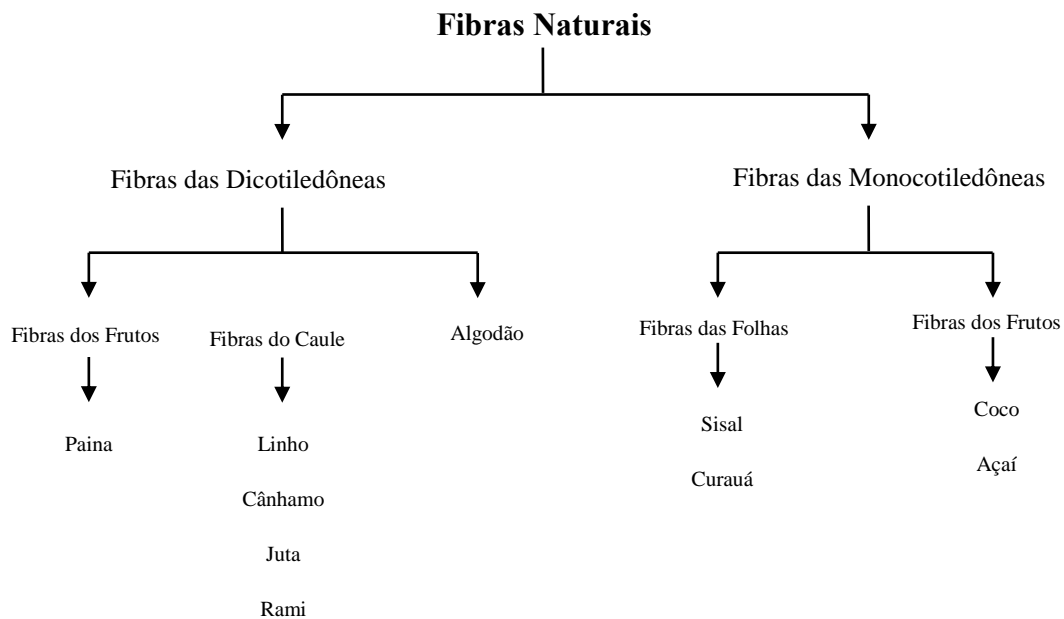 Fibras Naturais
Fibras das Dicotiledôneas
Fibras das Monocotiledôneas
Fibras dos Frutos
Fibras do Caule
Algodão
Fibras das Folhas
Fibras dos Frutos
Paina
Linho
Cânhamo
Juta
Rami
Sisal
Curauá
Coco
Açaí